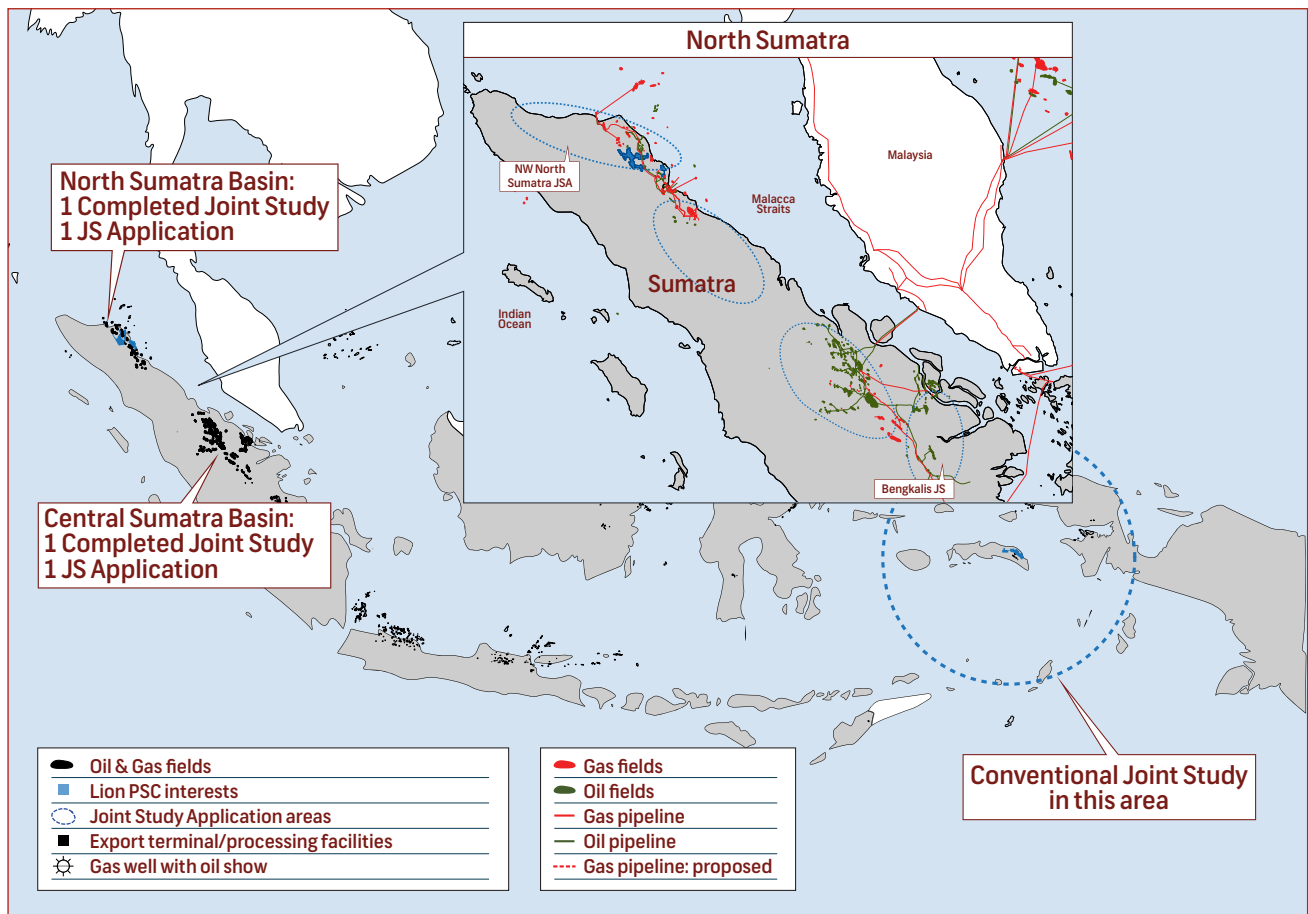 North Sumatra
Malaysia
NW North
Sumatra JSA
Malacca
Straits
Sumatra
Indian
Ocean
Bengkalis JS
North Sumatra Basin:
1 Completed Joint Study
1 JS Application
Central Sumatra Basin:
1 Completed Joint Study
1 JS Application
Conventional Joint Study
in this area
Oil & Gas fields
Lion PSC interests
Joint Study Application areas
Export terminal/processing facilities
Gas well with oil show
Gas fields
Oil fields
Gas pipeline
Oil pipeline
Gas pipeline: proposed